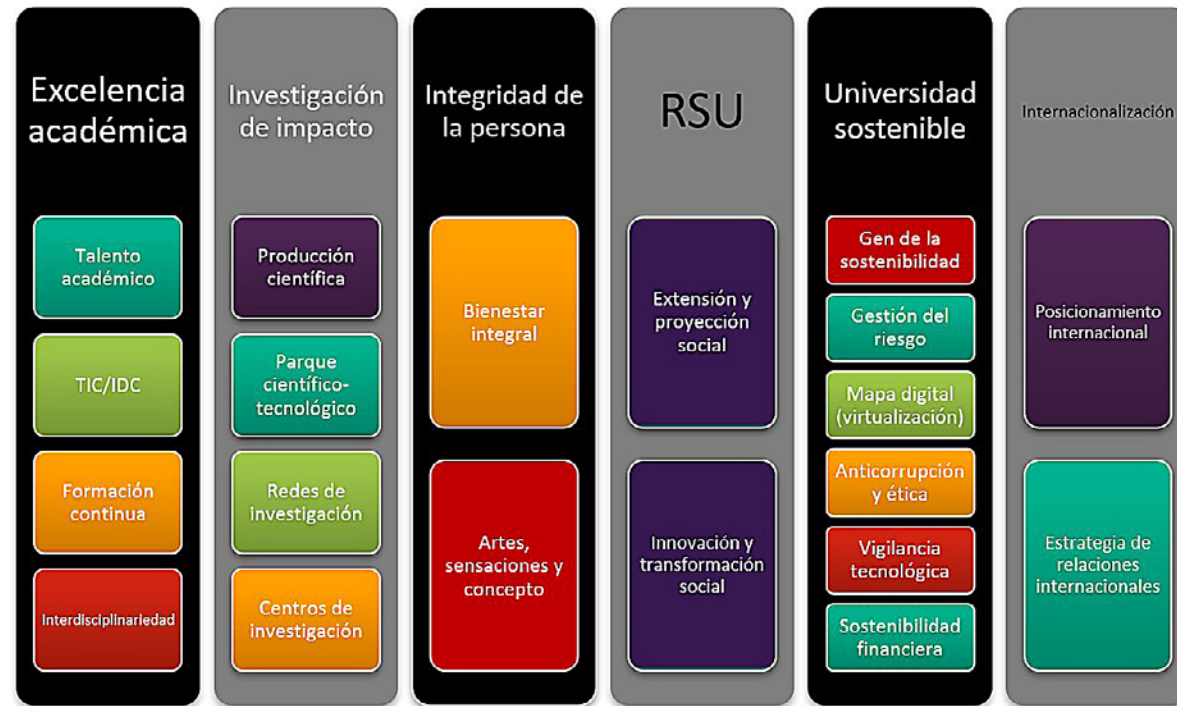 Excelencia
académica
Talento
académico
TIC/IDC
Formación
continua
Interdisciplinariedad
Investigación
de impacto
Producción
científica
Parque
científico-
tecnológico
Redes de
investigación
Centros de
investigación
Integridad de
la persona
Bienestar
integral
Artes,
sensaciones y
concepto
RSU
Extensión y
proyección
social
Innovación y
transformación
social
Universidad
sostenible
Gen de la
sostenibilidad
Gestión del
riesgo
Mapa digital
(virtualización)
Anticorrupción
y ética
Vigilancia
tecnológica
Sostenibilidad
financiera
Internacionalización
Posicionamiento
internacional
Estrategia de
relaciones
internacionales